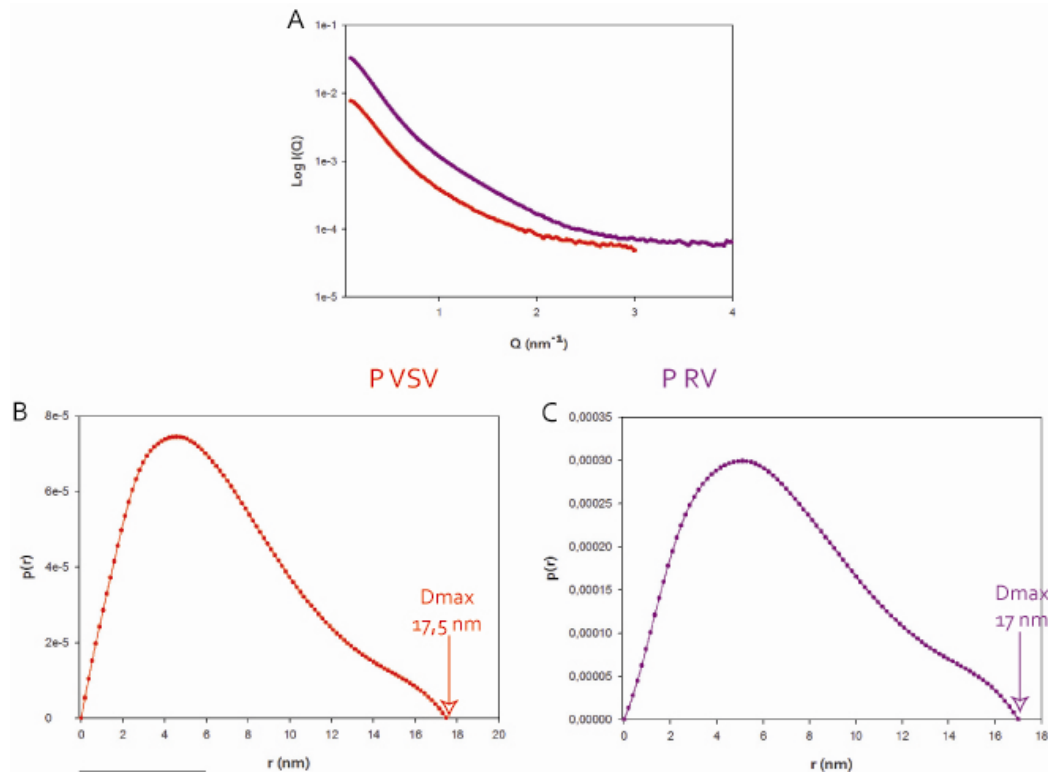 A
1e-1
1e-2
1e-3
1e-4
1e-5
Log I(Q)
1 2 3 4
Q (nm⁻¹)
P VSV
P RV
B
8e-5
6e-5
4e-5
2e-5
0
p(r)
Dmax
17,5 nm
0 2 4 6 8 10 12 14 16 18 20
r (nm)
C
0,00035
0,00030
0,00025
0,00020
0,00015
0,00010
0,00005
0,00000
p(r)
Dmax
17 nm
0 2 4 6 8 10 12 14 16 18
r (nm)